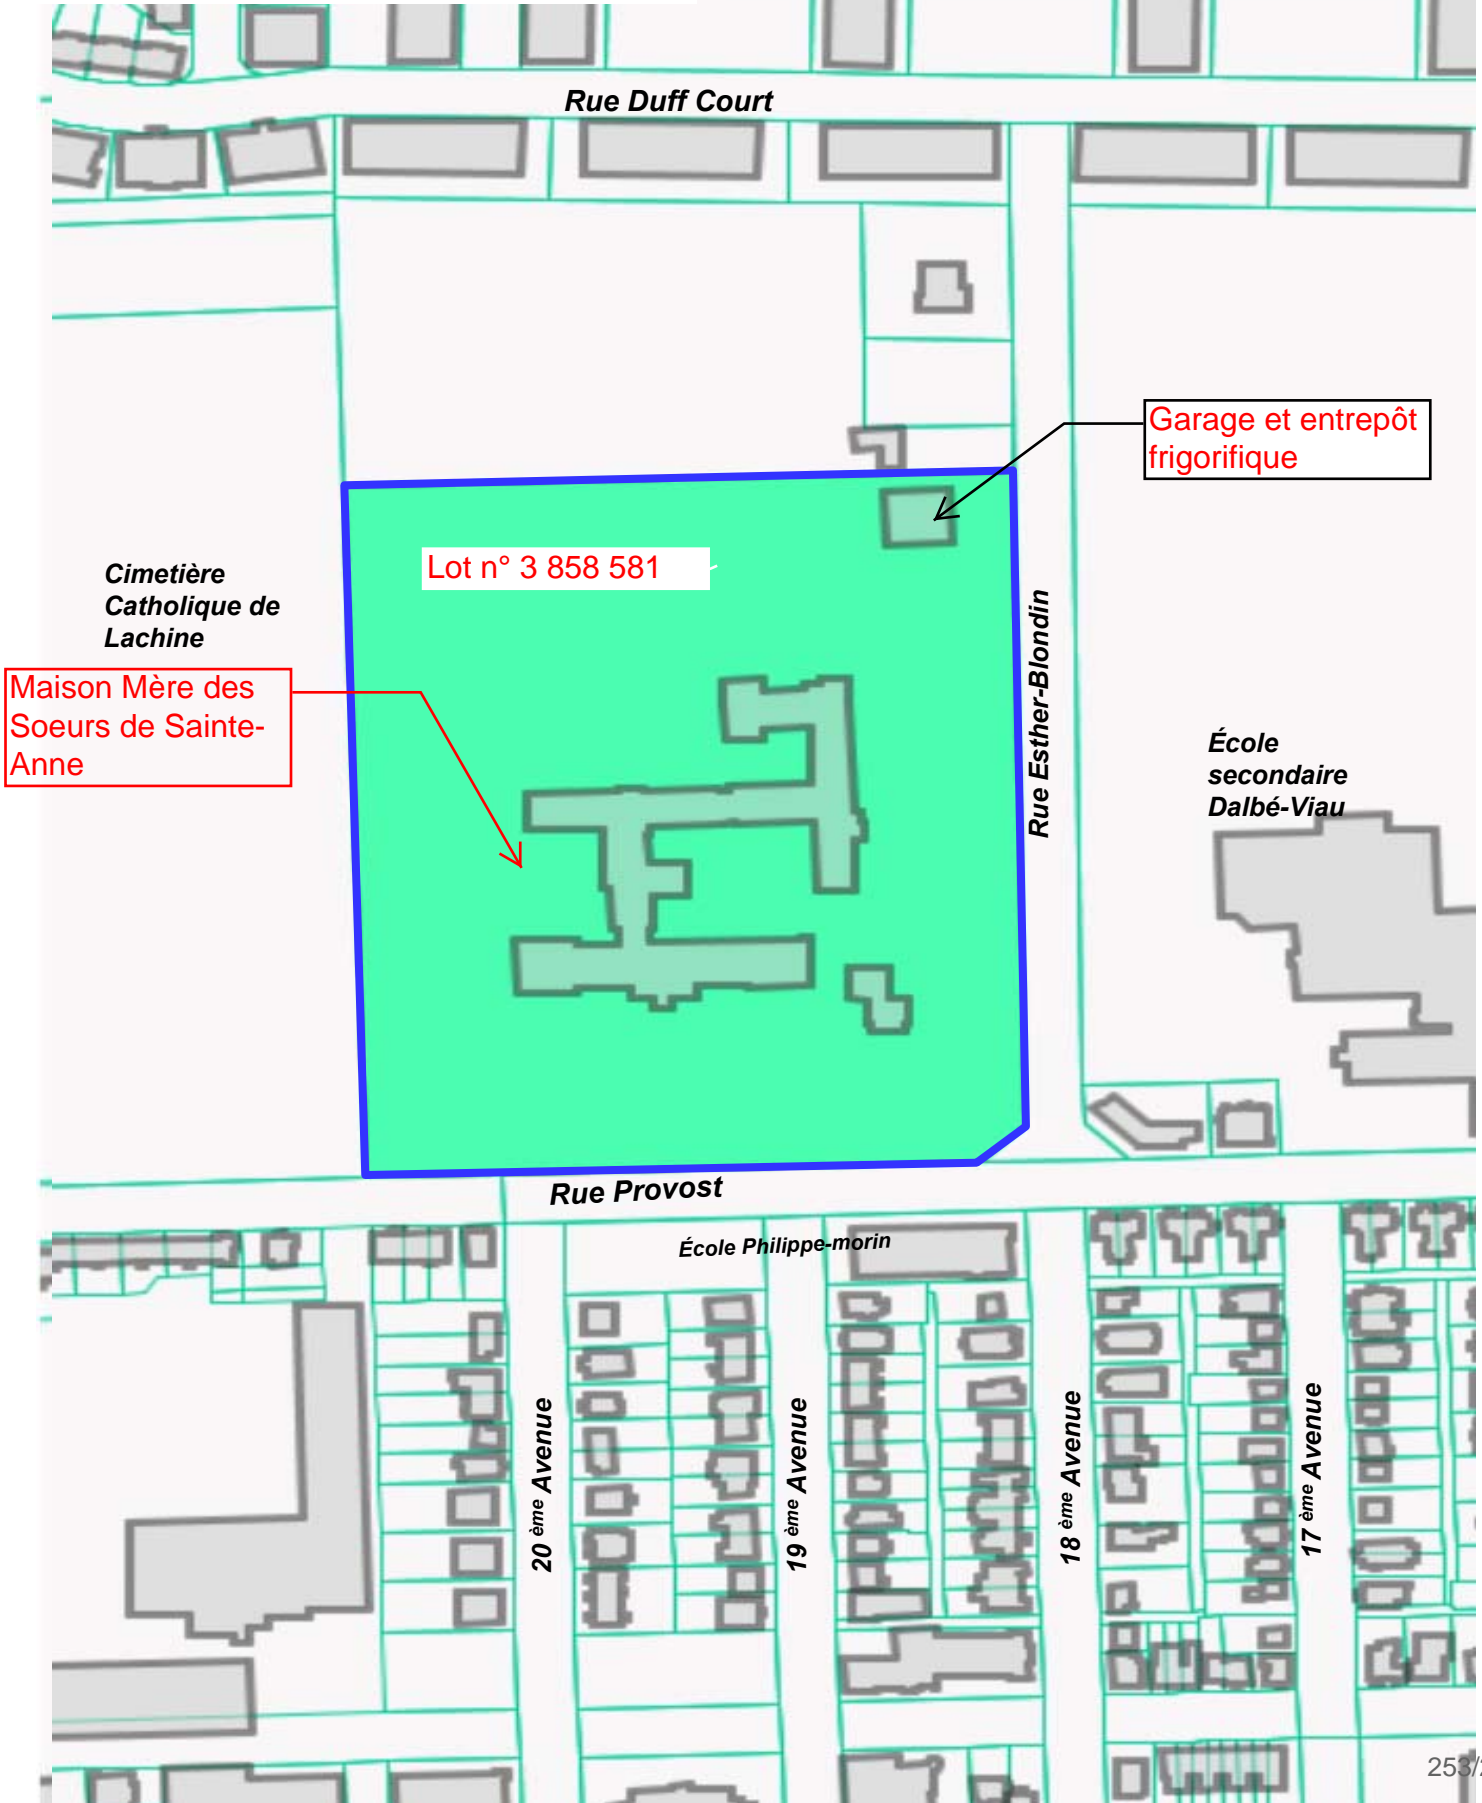 Rue Duff Court
Garage et entrepôt
frigorifique
Lot n° 3 858 581
Cimetière
Catholique de
Lachine
Rue Esther-Blondin
Maison Mère des
Soeurs de Sainte-
Anne
École
secondaire
Dalbé-Viau
Rue Provost
École Philippe-morin
20 ème Avenue
19 ème Avenue
18 ème Avenue
17 ème Avenue
253/